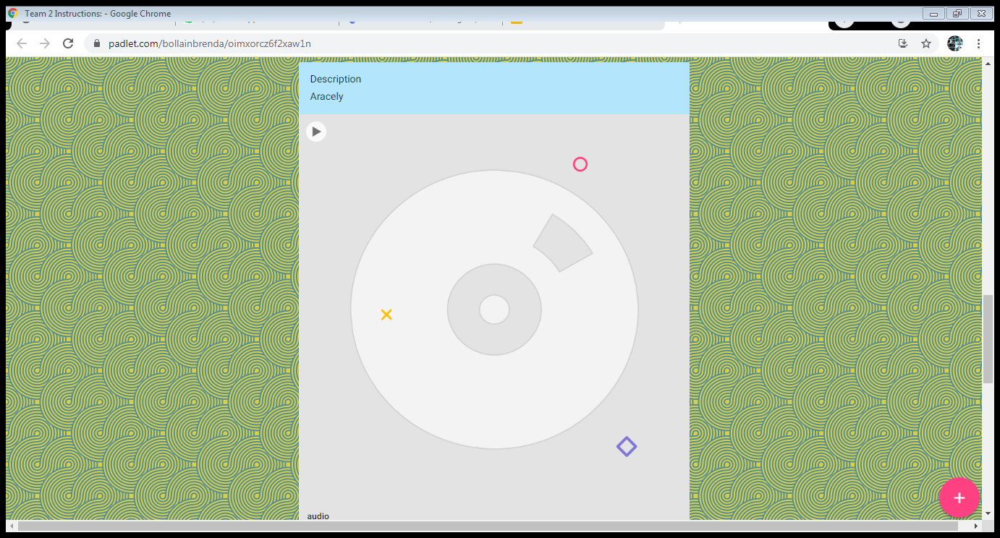 Team 2 Instructions: - Google Chrome
padlet.com/bollainbrenda/oimxorcz6f2xaw1n
Description
Aracely
audio